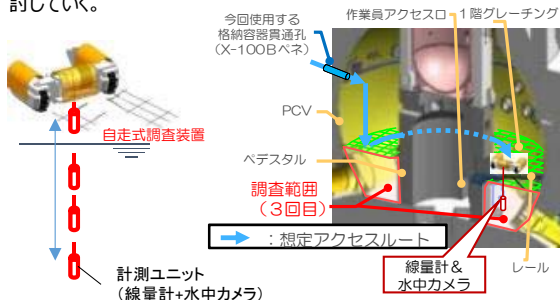 討していく。
今回使用する
格納容器貫通孔
(X-100Bペネ)
作業員アクセス口
1階グレーチング
PCV
自走式調査装置
ペデスタル
調査範囲
(3回目)
:想定アクセスルート
計測ユニット
(線量計+水中カメラ)
線量計&
水中カメラ
レール